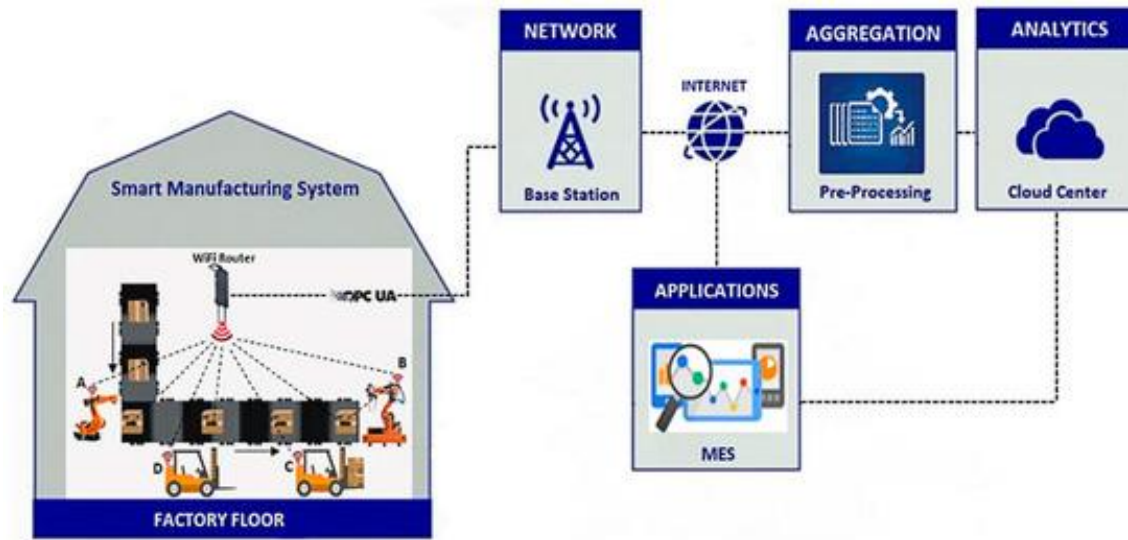 NETWORK
Base Station
INTERNET
AGGREGATION
Pre-Processing
ANALYTICS
Cloud Center
Smart Manufacturing System
WiFi Router
OPC UA
A
B
D
C
FACTORY FLOOR
APPLICATIONS
MES